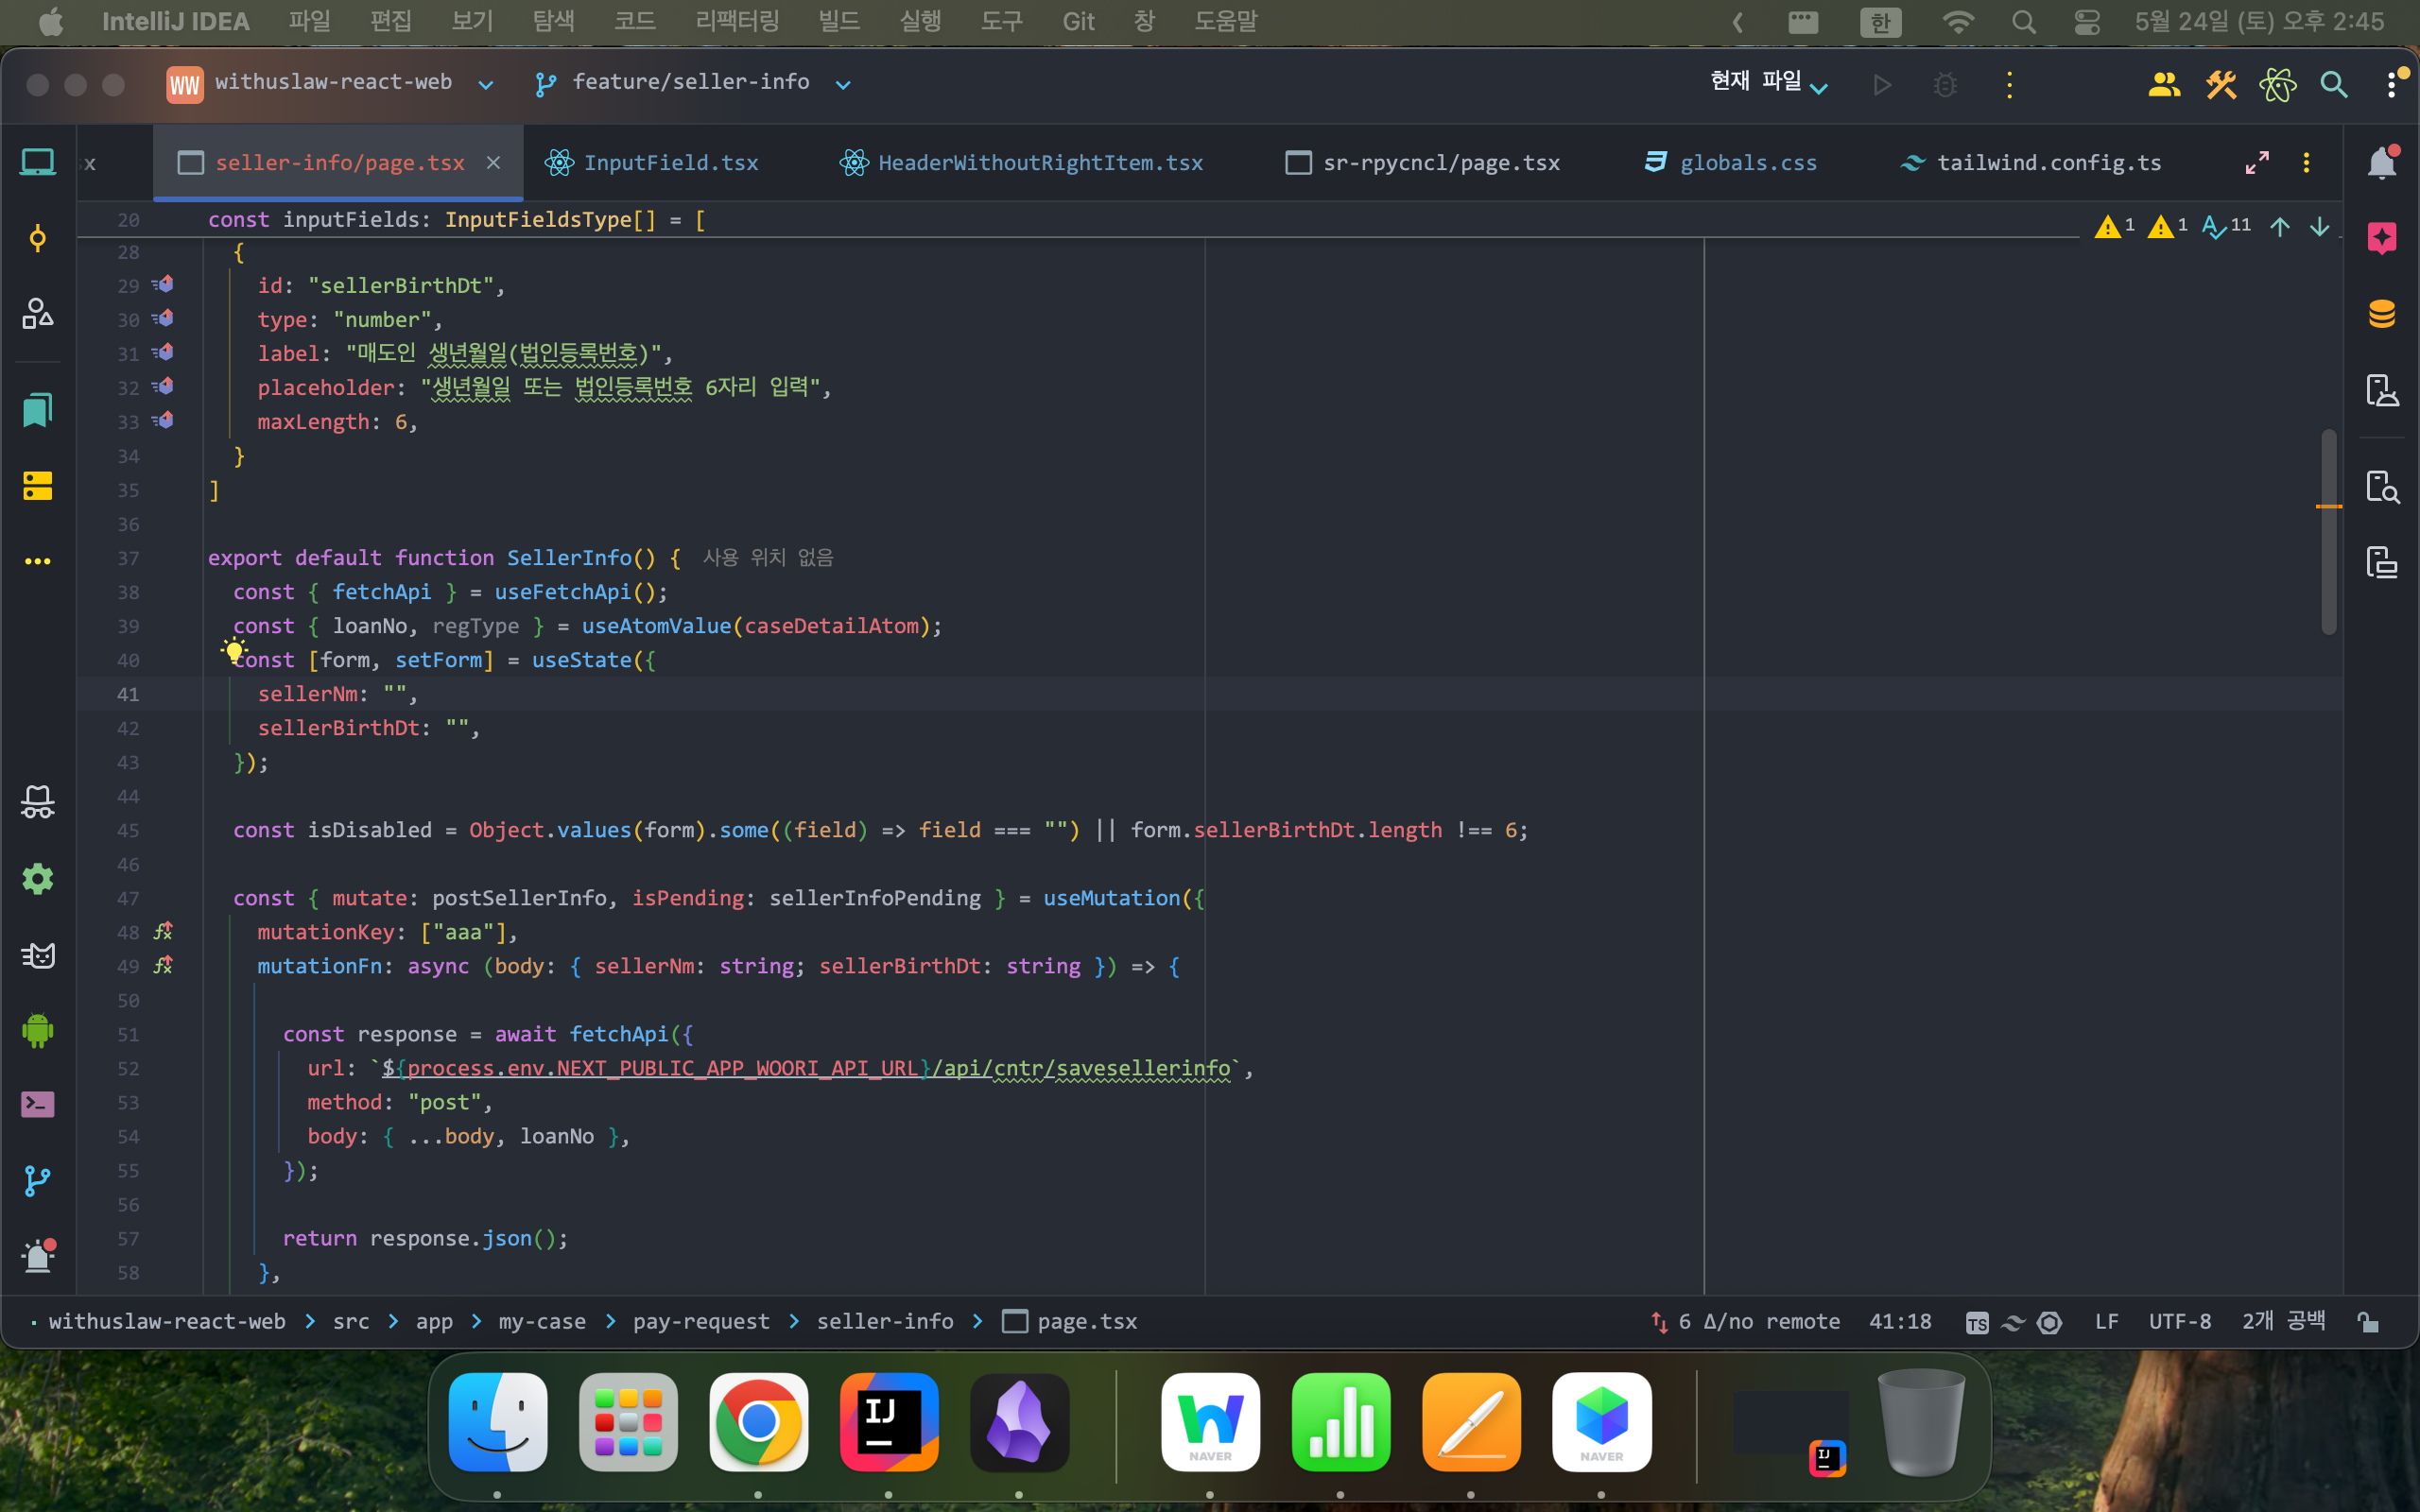 IntelliJ IDEA 파일 편집 보기 탐색 코드 리팩터링 빌드 실행 도구 Git 창 도움말 한 5월 24일 (토) 오후 2:45
WW withuslaw-react-web feature/seller-info 현재 파일
x seller-info/page.tsx InputField.tsx HeaderWithoutRightItem.tsx sr-rpycncl/page.tsx globals.css tailwind.config.ts
20 const inputFields: InputFieldsType[] = [
1 1 11
28 {
29 id: "sellerBirthDt",
30 type: "number",
31 label: "매도인 생년월일(법인등록번호)",
32 placeholder: "생년월일 또는 법인등록번호 6자리 입력",
33 maxLength: 6,
34 }
35 ]
36
37 export default function SellerInfo() { 사용 위치 없음
38 const { fetchApi } = useFetchApi();
39 const { loanNo, regType } = useAtomValue(caseDetailAtom);
40 const [form, setForm] = useState({
41 sellerNm: "",
42 sellerBirthDt: "",
43 });
44
45 const isDisabled = Object.values(form).some((field) => field === "") || form.sellerBirthDt.length !== 6;
46
47 const { mutate: postSellerInfo, isPending: sellerInfoPending } = useMutation({
48 mutationKey: ["aaa"],
49 mutationFn: async (body: { sellerNm: string; sellerBirthDt: string }) => {
50
51 const response = await fetchApi({
52 url: `${process.env.NEXT_PUBLIC_APP_WOORI_API_URL}/api/cntr/savesellerinfo`,
53 method: "post",
54 body: { ...body, loanNo },
55 });
56
57 return response.json();
58 },
withuslaw-react-web > src > app > my-case > pay-request > seller-info > page.tsx 6 Δ/no remote 41:18 TS LF UTF-8 2개 공백
IJ NAVER NAVER IJ